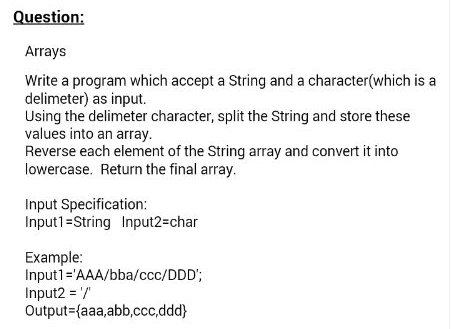 Question:
Arrays
Write a program which accept a String and a character(which is a
delimeter) as input.
Using the delimeter character, split the String and store these
values into an array.
Reverse each element of the String array and convert it into
lowercase. Return the final array.
Input Specification:
Input1=String Input2=char
Example:
Input1='AAA/bba/ccc/DDD';
Input2 = '/'
Output={aaa,abb,ccc,ddd}